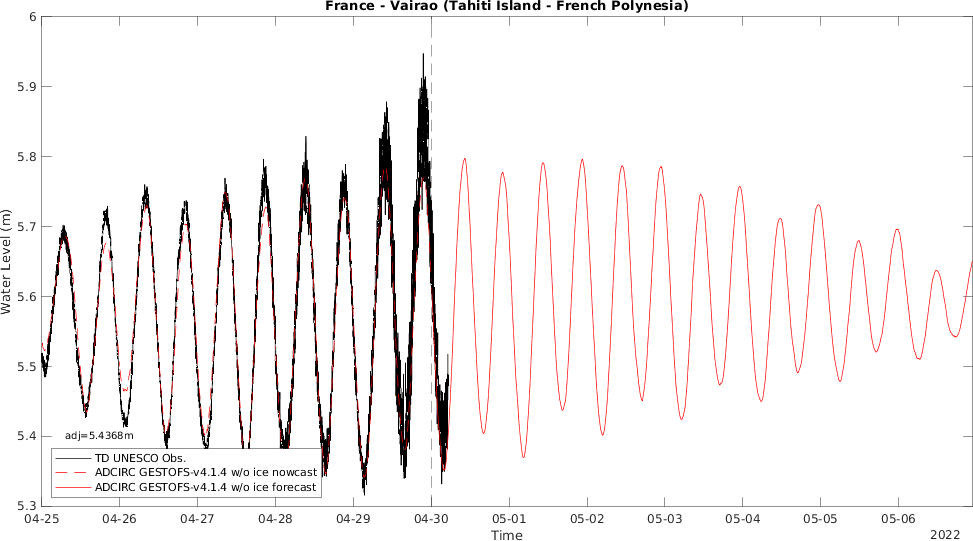 France - Vairao (Tahiti Island - French Polynesia)
6
5.9
5.8
5.7
5.6
5.5
5.4
5.3
Water Level (m)
adj=5.4368m
TD UNESCO Obs.
ADCIRC GESTOFS-v4.1.4 w/o ice nowcast
ADCIRC GESTOFS-v4.1.4 w/o ice forecast
04-25 04-26 04-27 04-28 04-29 04-30 05-01 05-02 05-03 05-04 05-05 05-06
Time
2022